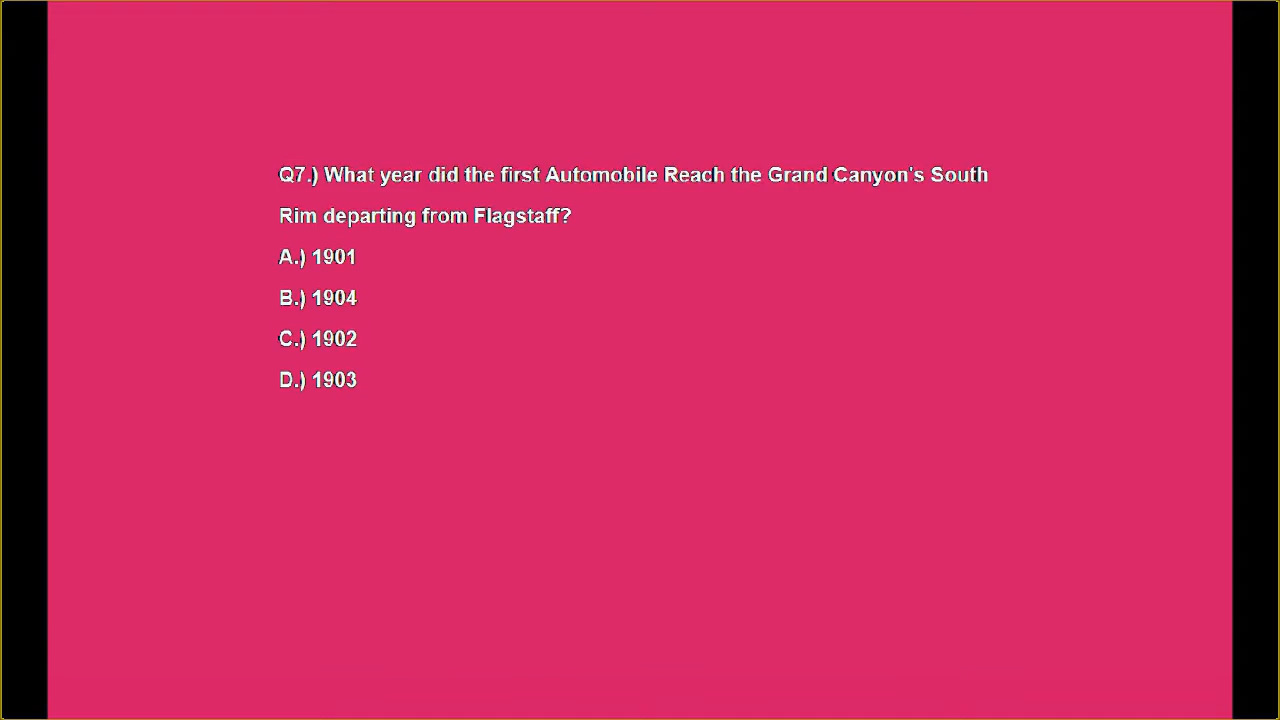 Q7.) What year did the first Automobile Reach the Grand Canyon's South
Rim departing from Flagstaff?
A.) 1901
B.) 1904
C.) 1902
D.) 1903